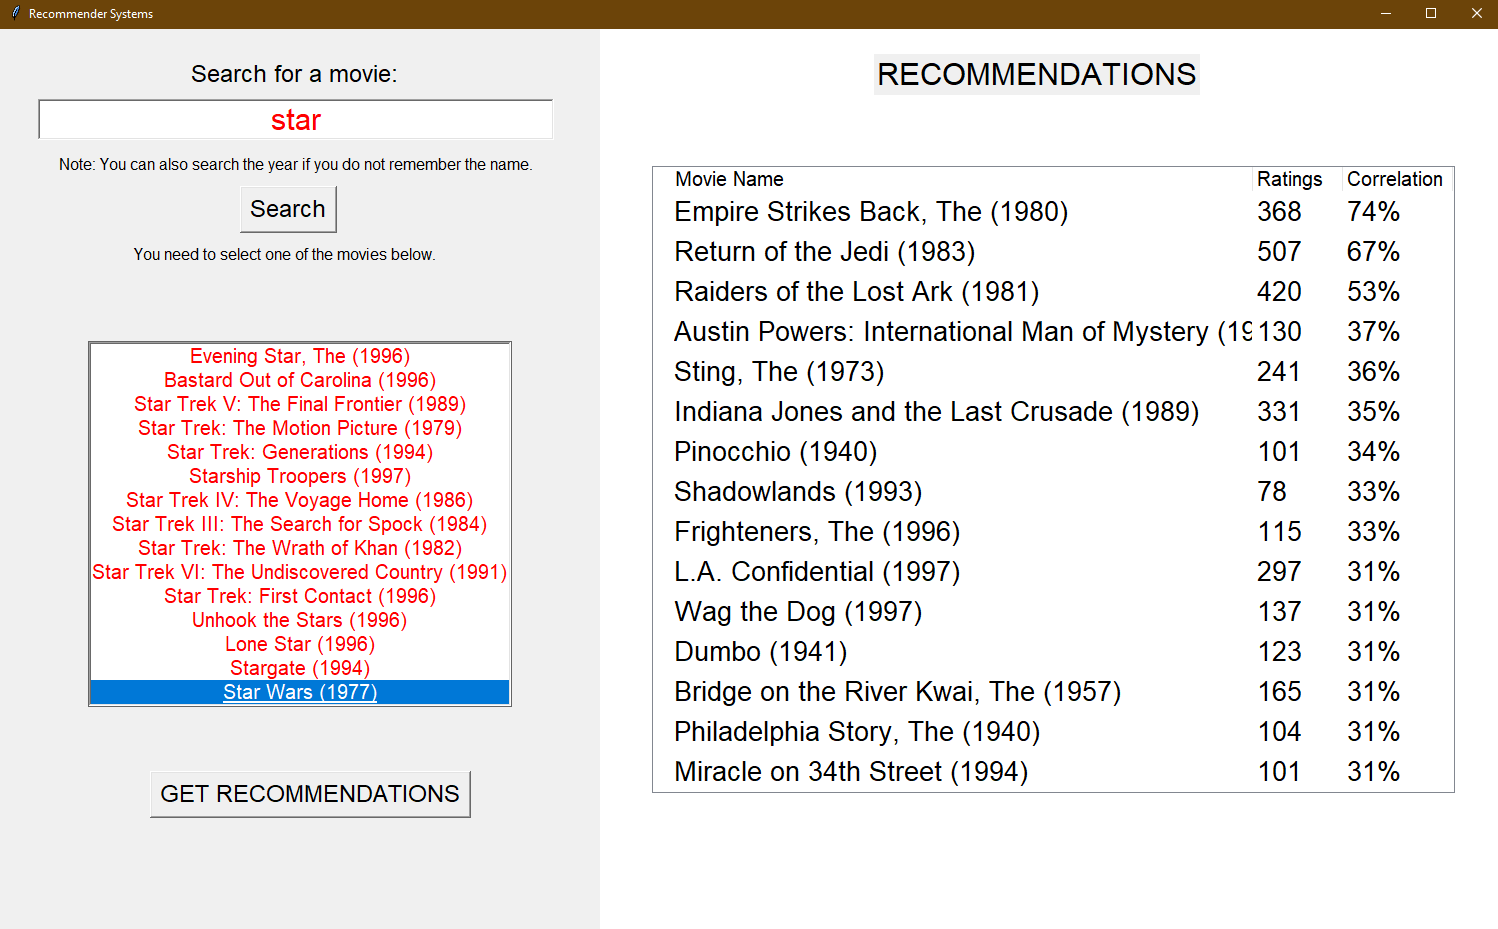 Recommender Systems
Search for a movie:
star
Note: You can also search the year if you do not remember the name.
Search
You need to select one of the movies below.
Evening Star, The (1996)
Bastard Out of Carolina (1996)
Star Trek V: The Final Frontier (1989)
Star Trek: The Motion Picture (1979)
Star Trek: Generations (1994)
Starship Troopers (1997)
Star Trek IV: The Voyage Home (1986)
Star Trek III: The Search for Spock (1984)
Star Trek: The Wrath of Khan (1982)
Star Trek VI: The Undiscovered Country (1991)
Star Trek: First Contact (1996)
Unhook the Stars (1996)
Lone Star (1996)
Stargate (1994)
Star Wars (1977)
GET RECOMMENDATIONS
RECOMMENDATIONS
Movie Name Ratings Correlation
Empire Strikes Back, The (1980) 368 74%
Return of the Jedi (1983) 507 67%
Raiders of the Lost Ark (1981) 420 53%
Austin Powers: International Man of Mystery (19 130 37%
Sting, The (1973) 241 36%
Indiana Jones and the Last Crusade (1989) 331 35%
Pinocchio (1940) 101 34%
Shadowlands (1993) 78 33%
Frighteners, The (1996) 115 33%
L.A. Confidential (1997) 297 31%
Wag the Dog (1997) 137 31%
Dumbo (1941) 123 31%
Bridge on the River Kwai, The (1957) 165 31%
Philadelphia Story, The (1940) 104 31%
Miracle on 34th Street (1994) 101 31%